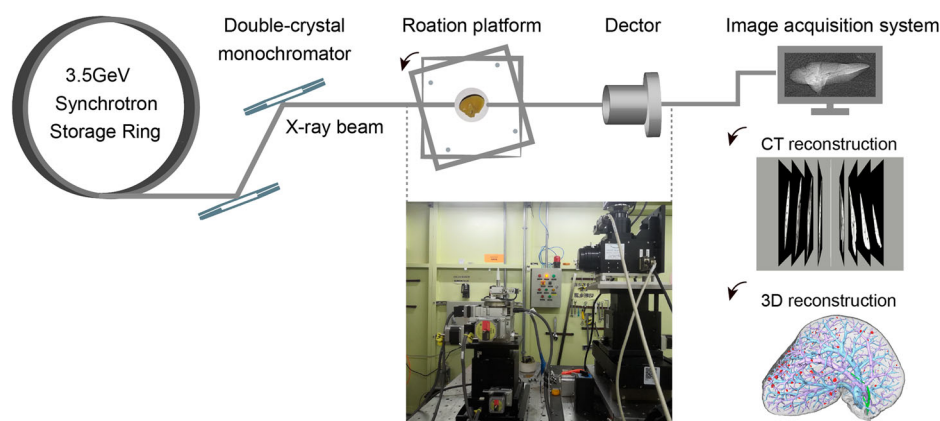 3.5GeV
Synchrotron
Storage Ring
Double-crystal
monochromator
X-ray beam
Roation platform
Dector
Image acquisition system
CT reconstruction
3D reconstruction